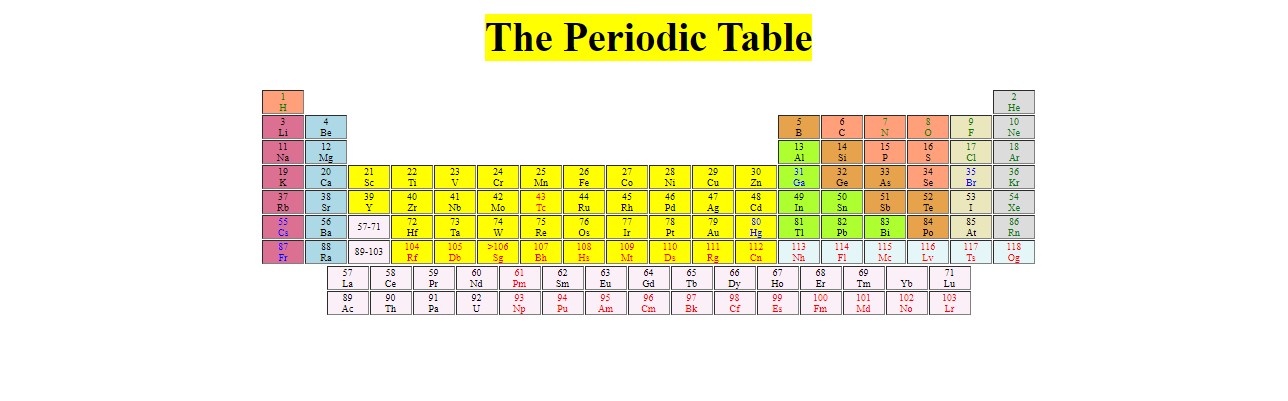 The Periodic Table
1 2
H He
3 4 5 6 7 8 9 10
Li Be B C N O F Ne
11 12 13 14 15 16 17 18
Na Mg Al Si P S Cl Ar
19 20 21 22 23 24 25 26 27 28 29 30 31 32 33 34 35 36
K Ca Sc Ti V Cr Mn Fe Co Ni Cu Zn Ga Ge As Se Br Kr
37 38 39 40 41 42 43 44 45 46 47 48 49 50 51 52 53 54
Rb Sr Y Zr Nb Mo Tc Ru Rh Pd Ag Cd In Sn Sb Te I Xe
55 56 57-71 72 73 74 75 76 77 78 79 80 81 82 83 84 85 86
Cs Ba Hf Ta W Re Os Ir Pt Au Hg Tl Pb Bi Po At Rn
87 88 89-103 104 105 >106 107 108 109 110 111 112 113 114 115 116 117 118
Fr Ra Rf Db Sg Bh Hs Mt Ds Rg Cn Nh Fl Mc Lv Ts Og
57 58 59 60 61 62 63 64 65 66 67 68 69 71
La Ce Pr Nd Pm Sm Eu Gd Tb Dy Ho Er Tm Yb Lu
89 90 91 92 93 94 95 96 97 98 99 100 101 102 103
Ac Th Pa U Np Pu Am Cm Bk Cf Es Fm Md No Lr